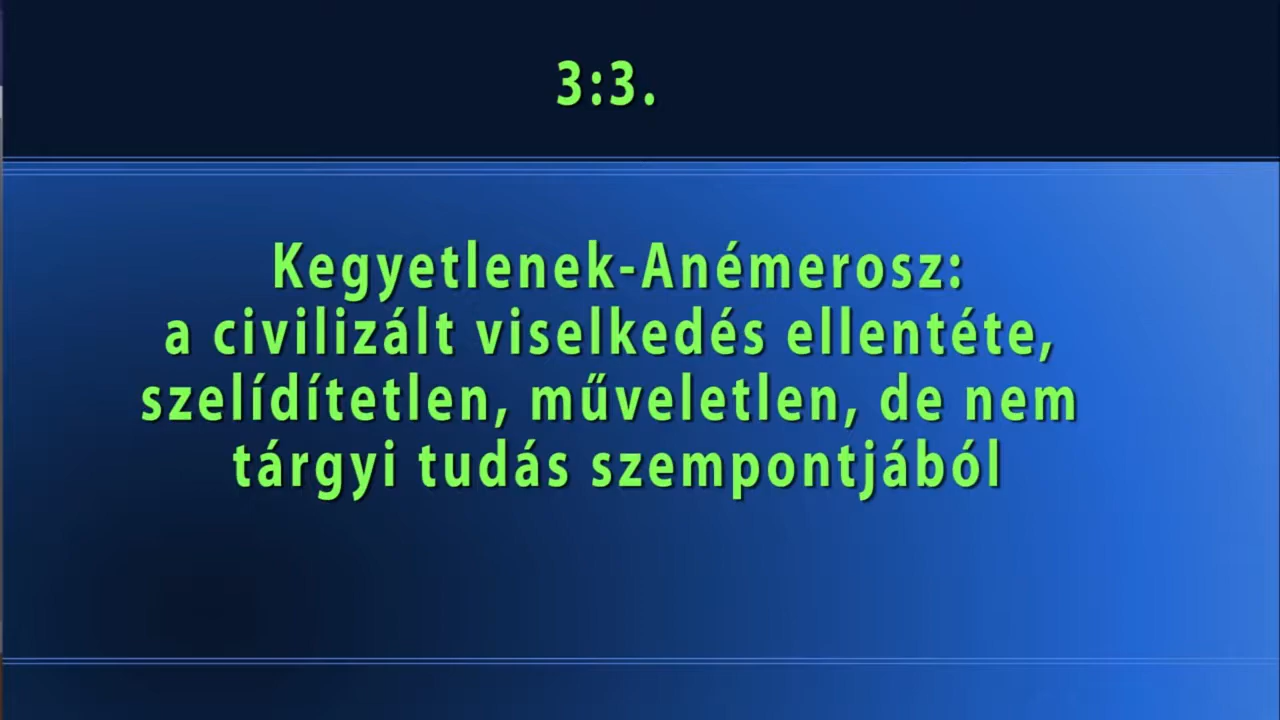 3:3.
Kegyetlenek-Anémerosz:
a civilizált viselkedés ellentéte,
szelídítetlen, műveletlen, de nem
tárgyi tudás szempontjából